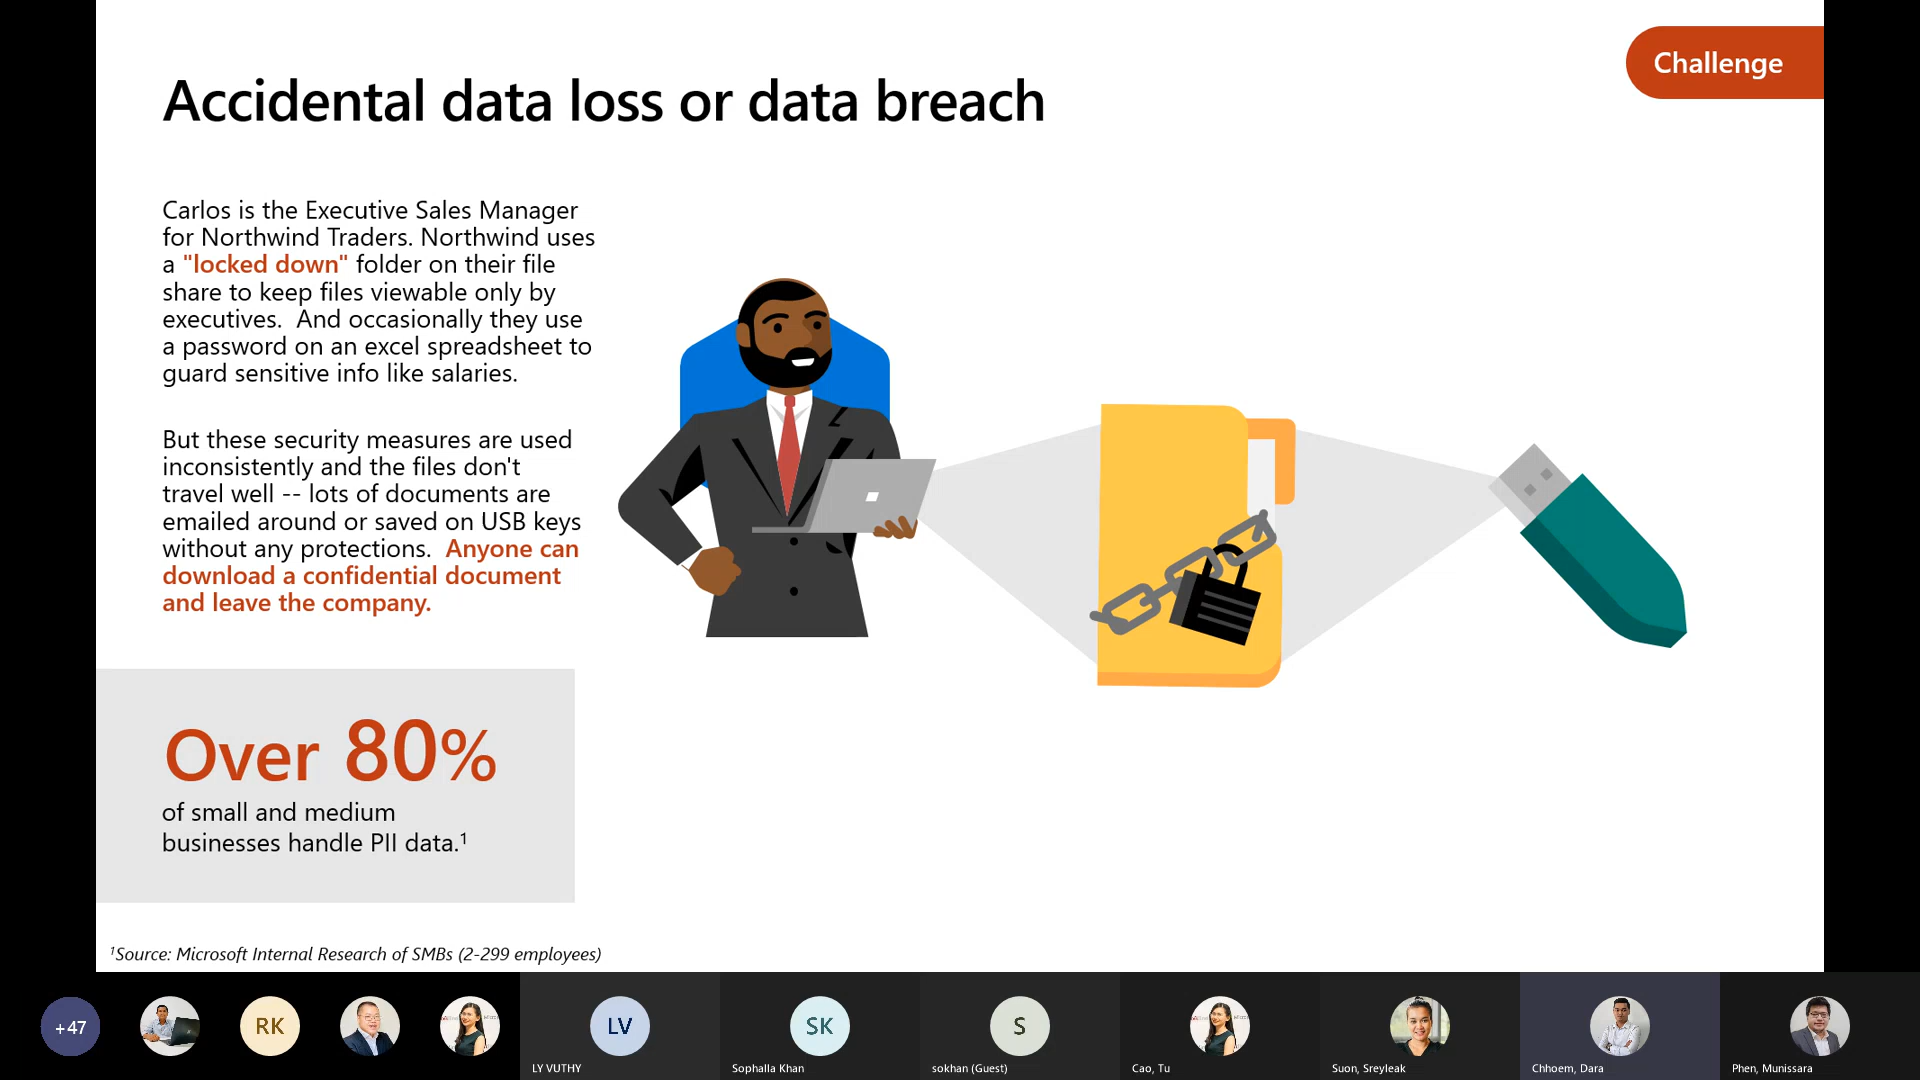 Challenge
Accidental data loss or data breach
Carlos is the Executive Sales Manager
for Northwind Traders. Northwind uses
a "locked down" folder on their file
share to keep files viewable only by
executives.  And occasionally they use
a password on an excel spreadsheet to
guard sensitive info like salaries.
But these security measures are used
inconsistently and the files don't
travel well -- lots of documents are
emailed around or saved on USB keys
without any protections.  Anyone can
download a confidential document
and leave the company.
Over 80%
of small and medium
businesses handle PII data.¹
¹Source: Microsoft Internal Research of SMBs (2-299 employees)
+47
RK
LV
SK
S
LY VUTHY
Sophalla Khan
sokhan (Guest)
Cao, Tu
Suon, Sreyleak
Chhoem, Dara
Phen, Munissara